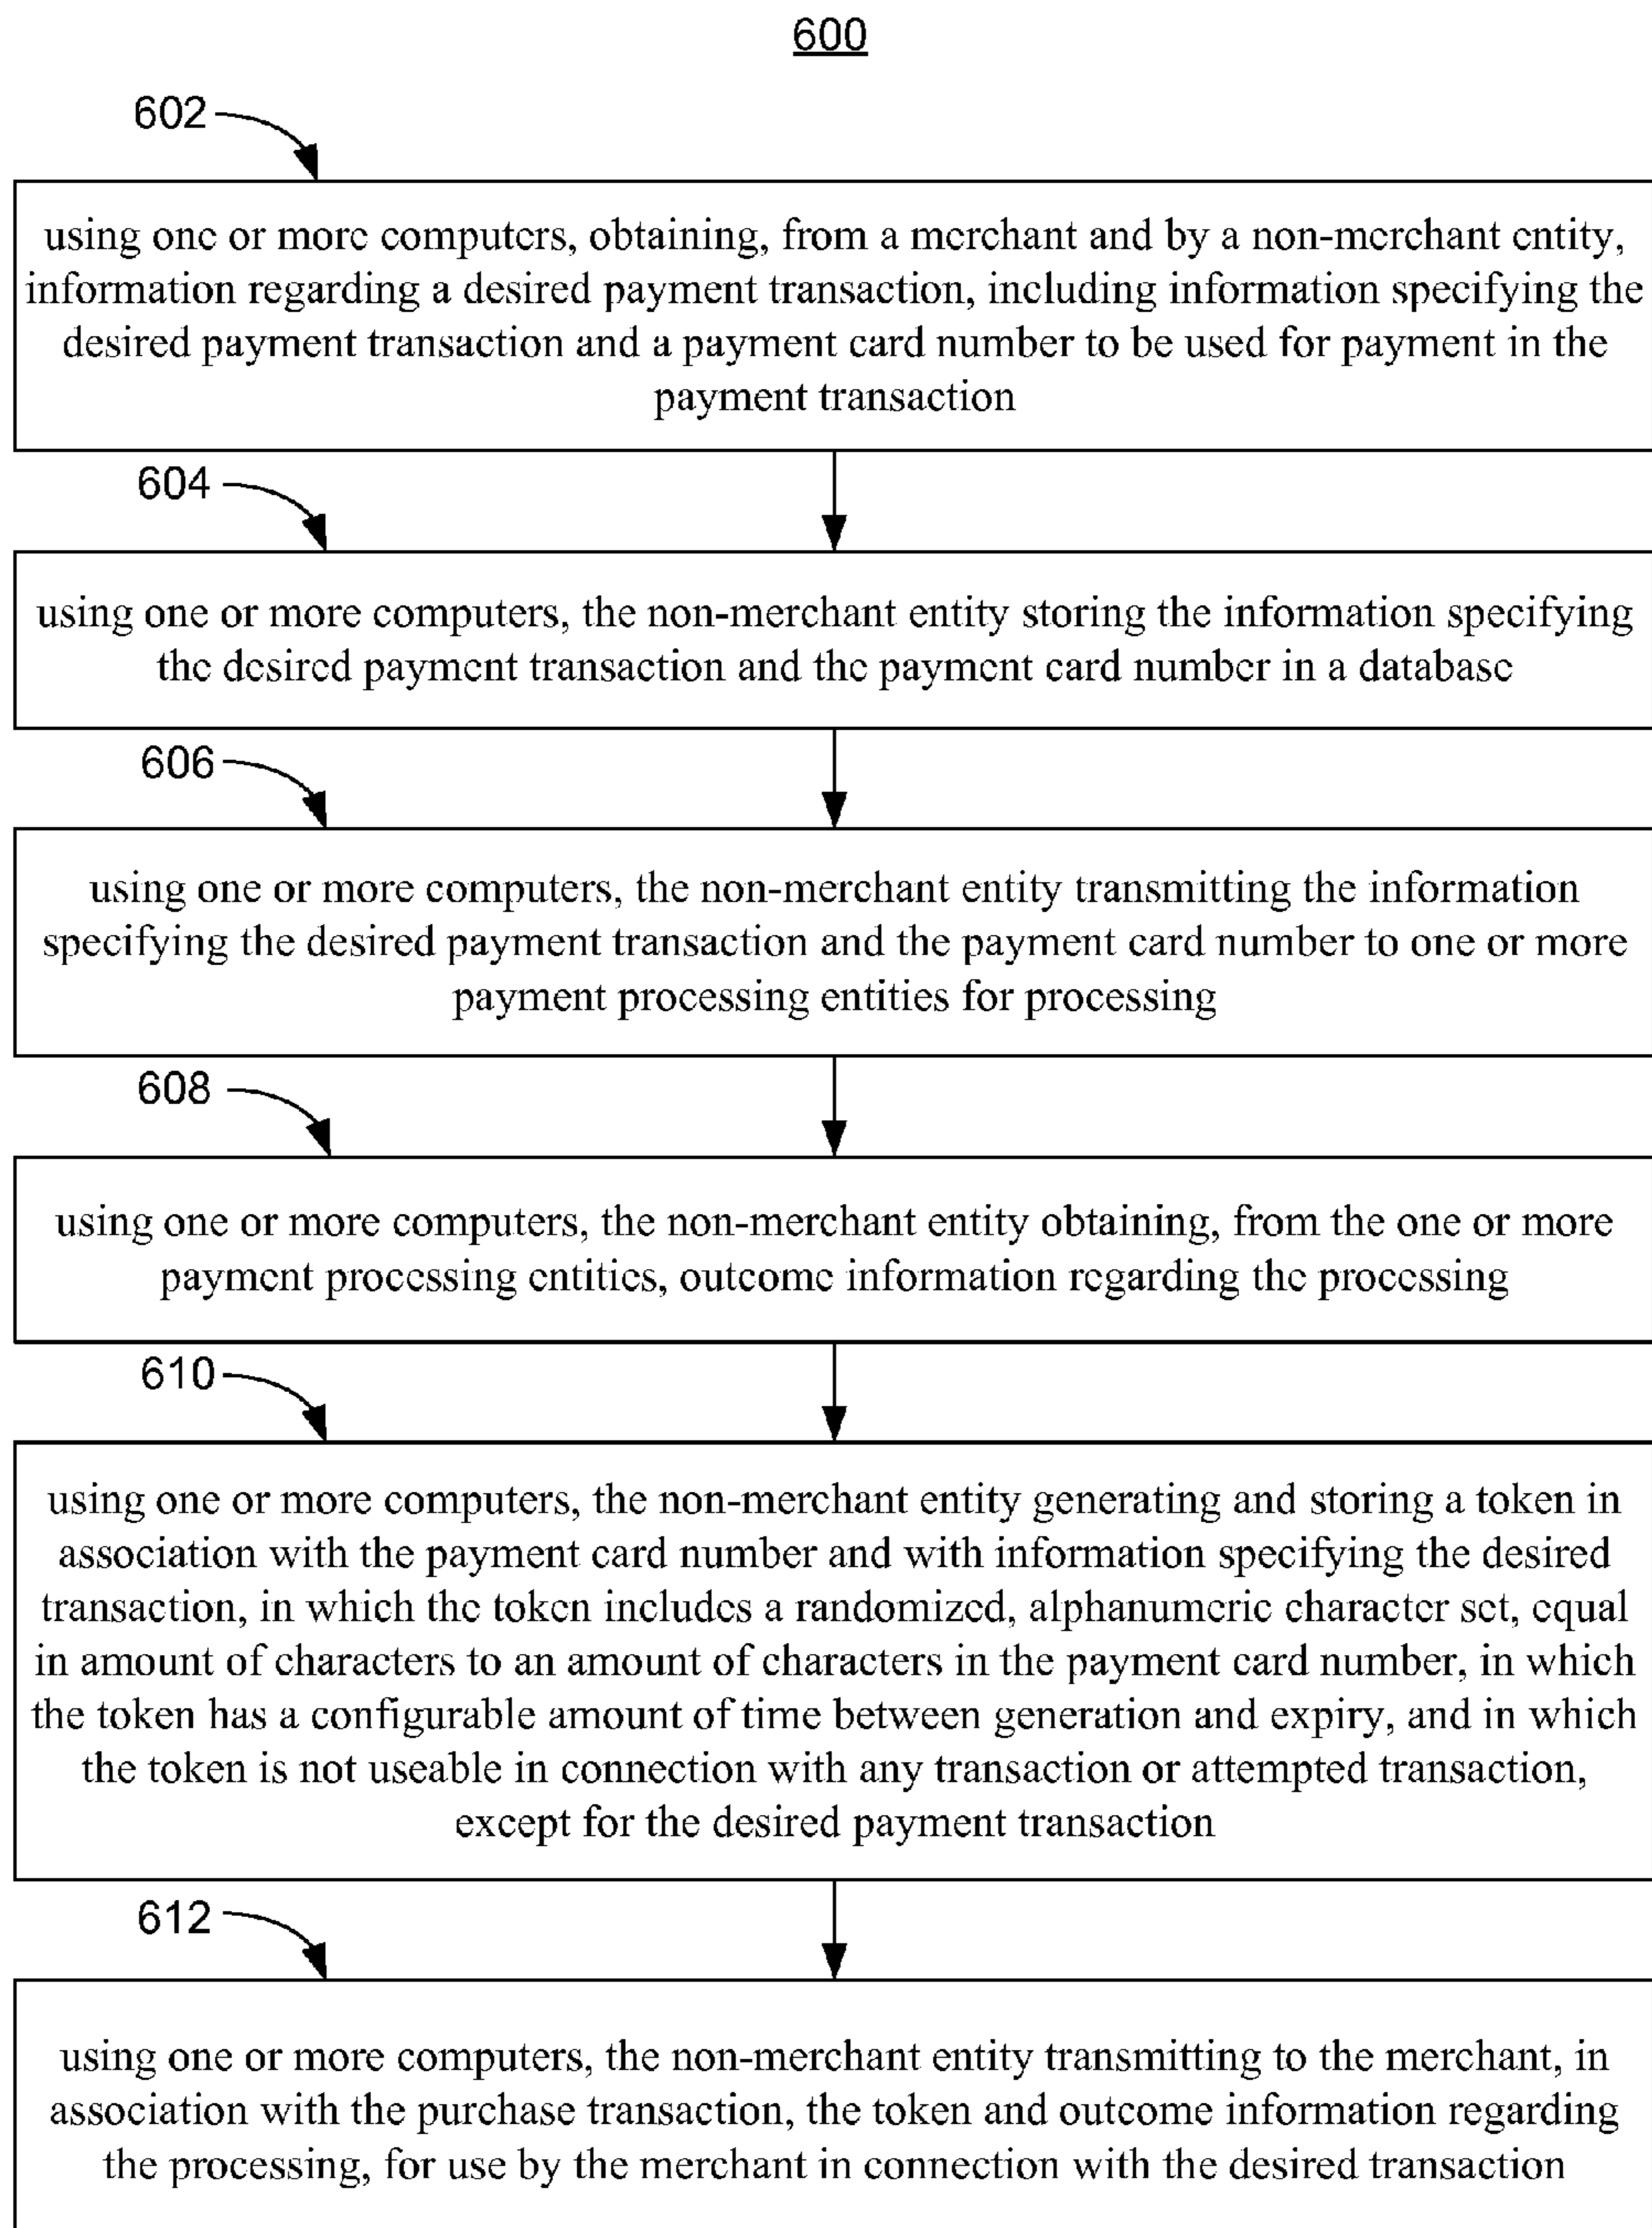 600
602
using one or more computers, obtaining, from a merchant and by a non-merchant entity,
information regarding a desired payment transaction, including information specifying the
desired payment transaction and a payment card number to be used for payment in the
payment transaction
604
using one or more computers, the non-merchant entity storing the information specifying
the desired payment transaction and the payment card number in a database
606
using one or more computers, the non-merchant entity transmitting the information
specifying the desired payment transaction and the payment card number to one or more
payment processing entities for processing
608
using one or more computers, the non-merchant entity obtaining, from the one or more
payment processing entities, outcome information regarding the processing
610
using one or more computers, the non-merchant entity generating and storing a token in
association with the payment card number and with information specifying the desired
transaction, in which the token includes a randomized, alphanumeric character set, equal
in amount of characters to an amount of characters in the payment card number, in which
the token has a configurable amount of time between generation and expiry, and in which
the token is not useable in connection with any transaction or attempted transaction,
except for the desired payment transaction
612
using one or more computers, the non-merchant entity transmitting to the merchant, in
association with the purchase transaction, the token and outcome information regarding
the processing, for use by the merchant in connection with the desired transaction